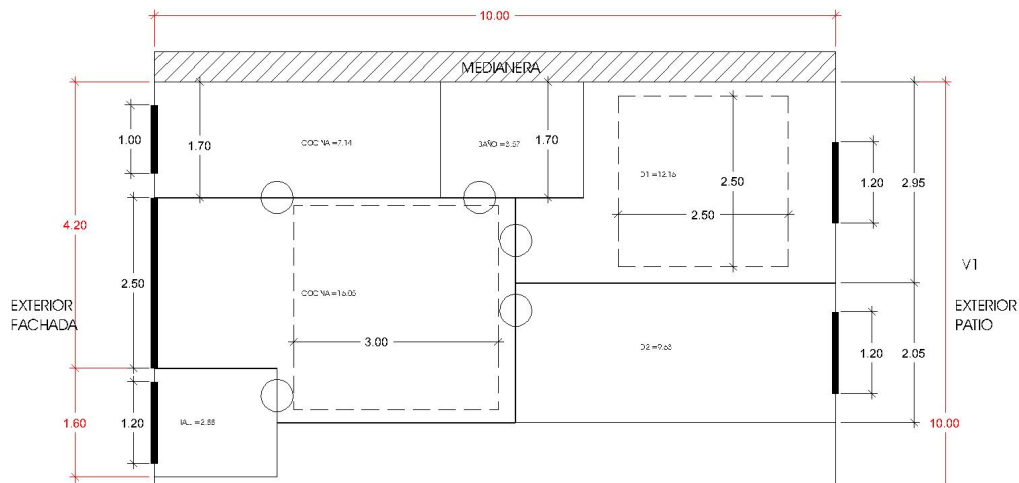 10.00
MEDIANERA
1.00
1.70
COCINA =7.14
BAÑO =3.57
1.70
D1 =12.16
2.50
2.50
1.20
2.95
4.20
2.50
COCINA =16.05
3.00
V1
EXTERIOR
FACHADA
EXTERIOR
PATIO
D2 =9.63
1.20
2.05
1.60
1.20
=2.88
10.00